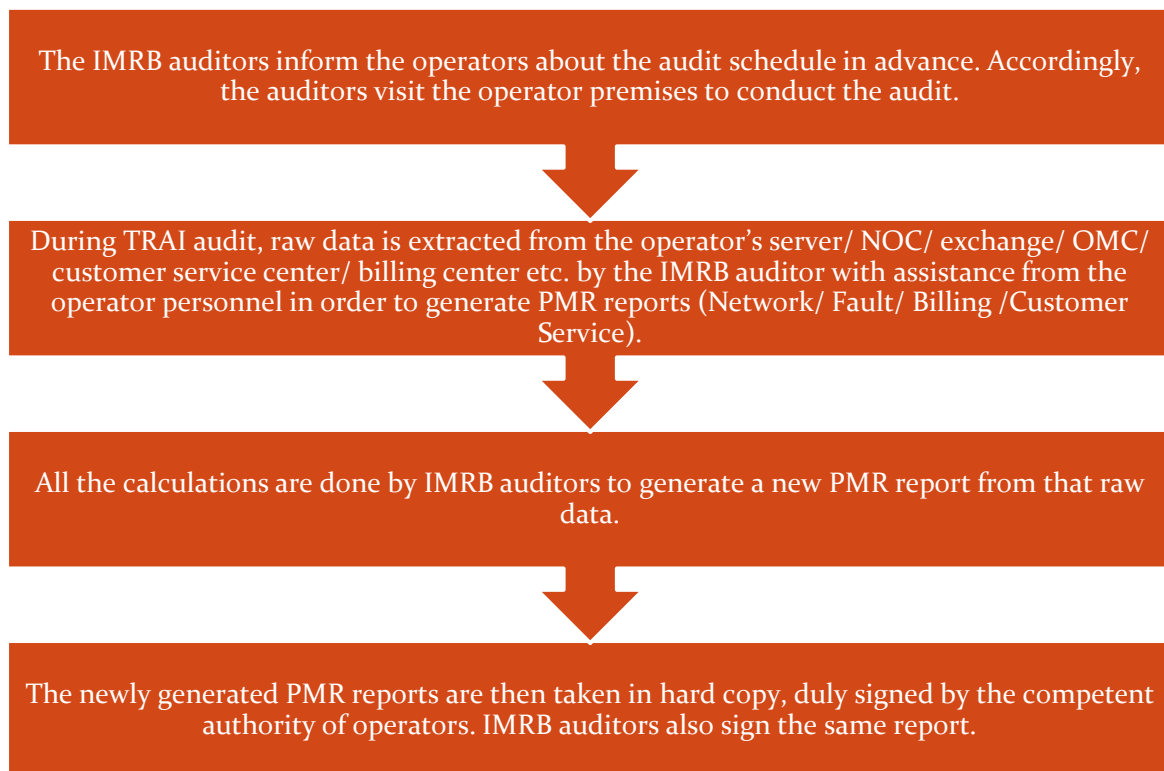 The IMRB auditors inform the operators about the audit schedule in advance. Accordingly,
the auditors visit the operator premises to conduct the audit.
During TRAI audit, raw data is extracted from the operator’s server/ NOC/ exchange/ OMC/
customer service center/ billing center etc. by the IMRB auditor with assistance from the
operator personnel in order to generate PMR reports (Network/ Fault/ Billing /Customer
Service).
All the calculations are done by IMRB auditors to generate a new PMR report from that raw
data.
The newly generated PMR reports are then taken in hard copy, duly signed by the competent
authority of operators. IMRB auditors also sign the same report.